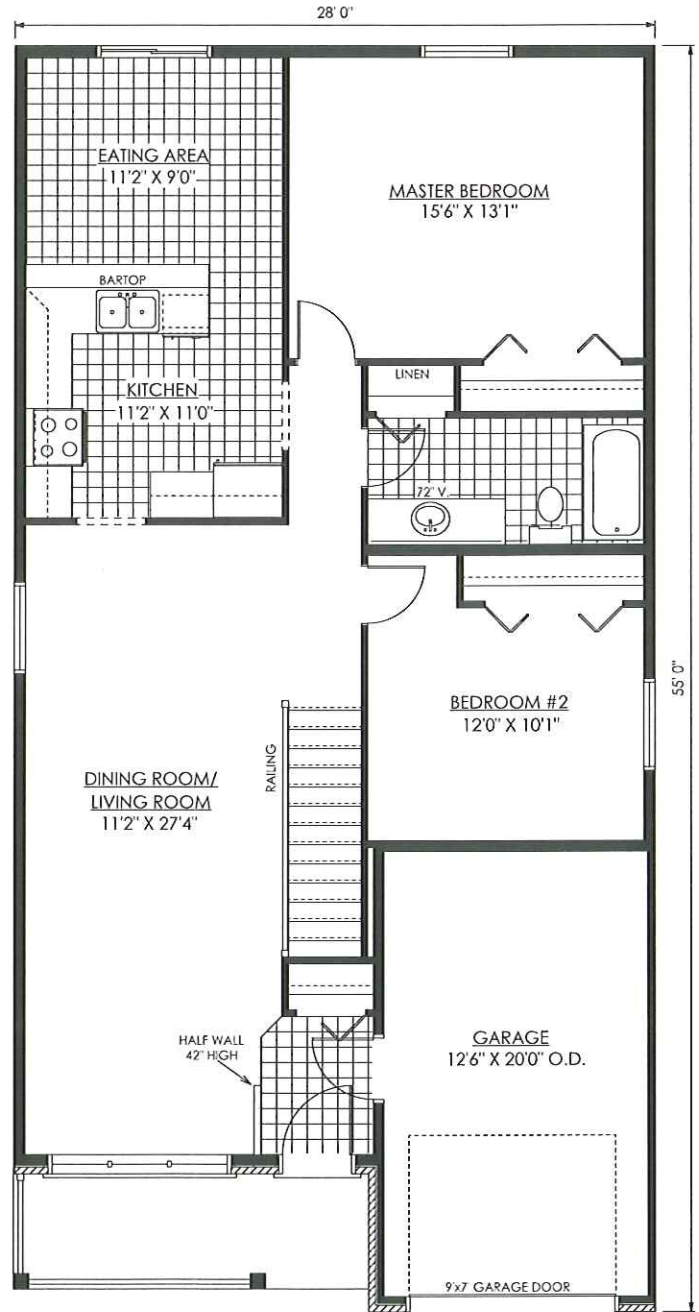 28' 0"
EATING AREA
11'2" X 9'0"
MASTER BEDROOM
15'6" X 13'1"
BARTOP
LINEN
KITCHEN
11'2" X 11'0"
72" V.
55' 0"
BEDROOM #2
12'0" X 10'1"
RAILING
DINING ROOM/
LIVING ROOM
11'2" X 27'4"
HALF WALL
42" HIGH
GARAGE
12'6" X 20'0" O.D.
9'x7' GARAGE DOOR